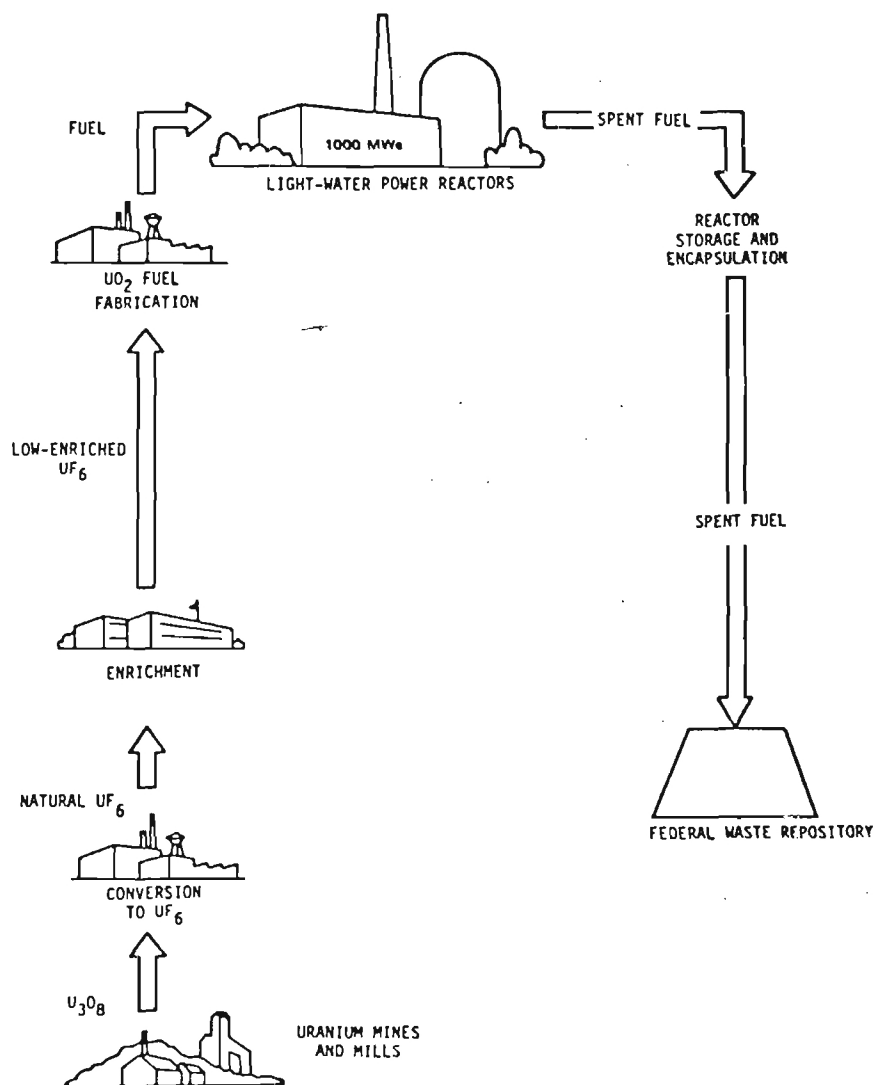 FUEL
1000 MWe
LIGHT-WATER POWER REACTORS
SPENT FUEL
REACTOR
STORAGE AND
ENCAPSULATION
UO₂ FUEL
FABRICATION
LOW-ENRICHED
UF₆
SPENT FUEL
ENRICHMENT
NATURAL UF₆
FEDERAL WASTE REPOSITORY
CONVERSION
TO UF₆
U₃O₈
URANIUM MINES
AND MILLS